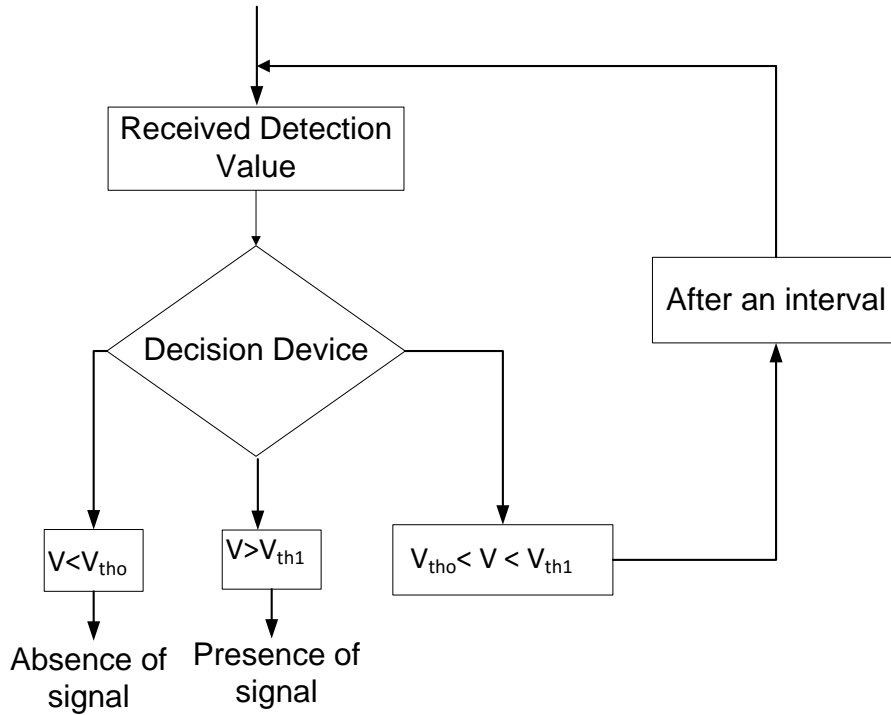 Received Detection
Value
After an interval
Decision Device
V<Vtho
V>Vth1
Vtho< V < Vth1
Absence of
signal
Presence of
signal